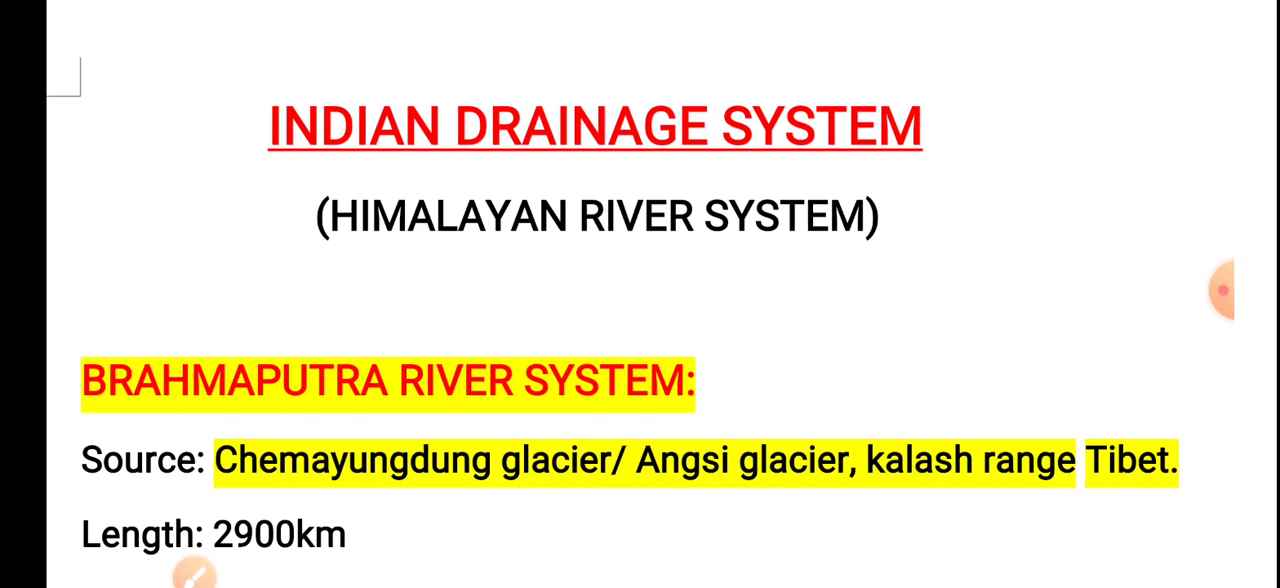 INDIAN DRAINAGE SYSTEM
(HIMALAYAN RIVER SYSTEM)
BRAHMAPUTRA RIVER SYSTEM:
Source: Chemayungdung glacier/ Angsi glacier, kalash range Tibet.
Length: 2900km